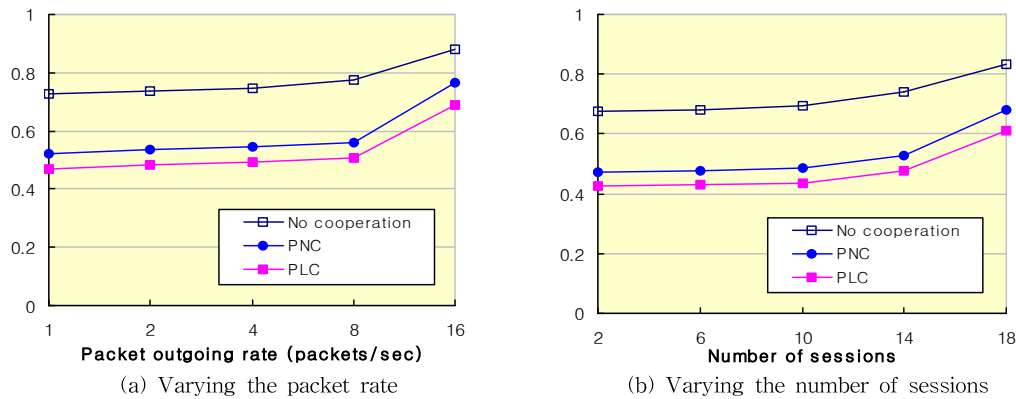 1
0.8
0.6
0.4
0.2
0
No cooperation
PNC
PLC
1 2 4 8 16
Packet outgoing rate (packets/sec)
(a) Varying the packet rate
1
0.8
0.6
0.4
0.2
0
No cooperation
PNC
PLC
2 6 10 14 18
Number of sessions
(b) Varying the number of sessions